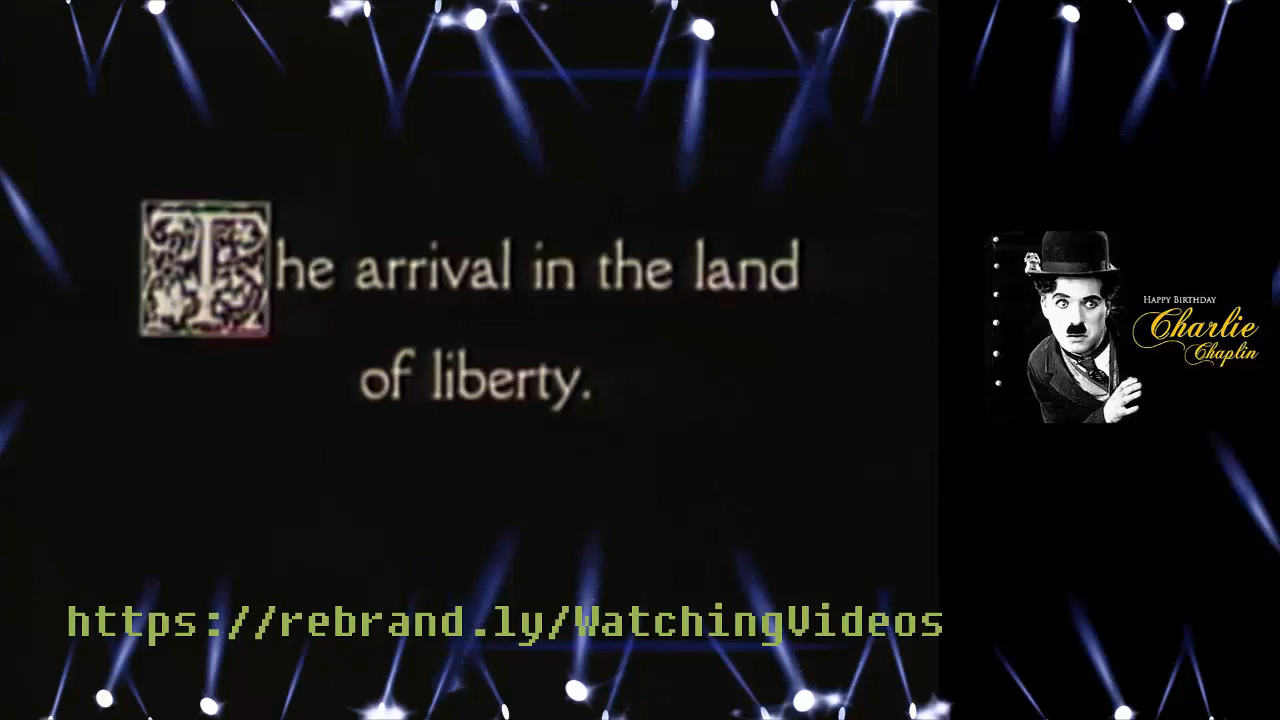 The arrival in the land
of liberty.
HAPPY BIRTHDAY
Charlie
Chaplin
https://rebrand.ly/WatchingVideos